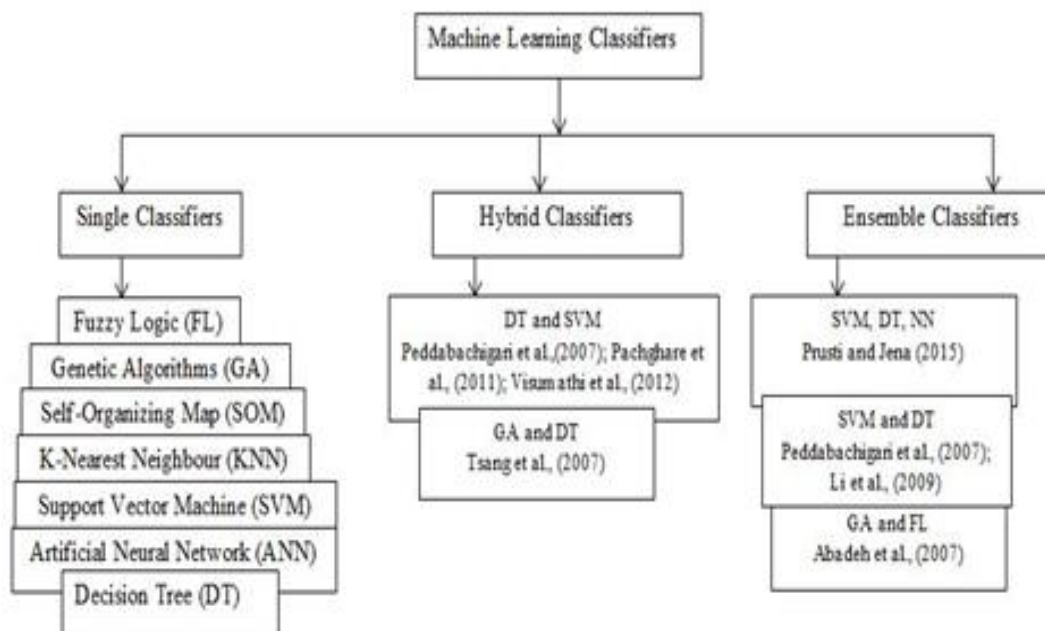 Machine Learning Classifiers
Single Classifiers
Fuzzy Logic (FL)
Genetic Algorithms (GA)
Self-Organizing Map (SOM)
K-Nearest Neighbour (KNN)
Support Vector Machine (SVM)
Artificial Neural Network (ANN)
Decision Tree (DT)
Hybrid Classifiers
DT and SVM
Peddabachigari et al.,(2007); Pachghare et
al., (2011); Visumathi et al., (2012)
GA and DT
Tsang et al., (2007)
Ensemble Classifiers
SVM, DT, NN
Prusti and Jena (2015)
SVM and DT
Peddabachigari et al., (2007);
Li et al., (2009)
GA and FL
Abadeh et al., (2007)